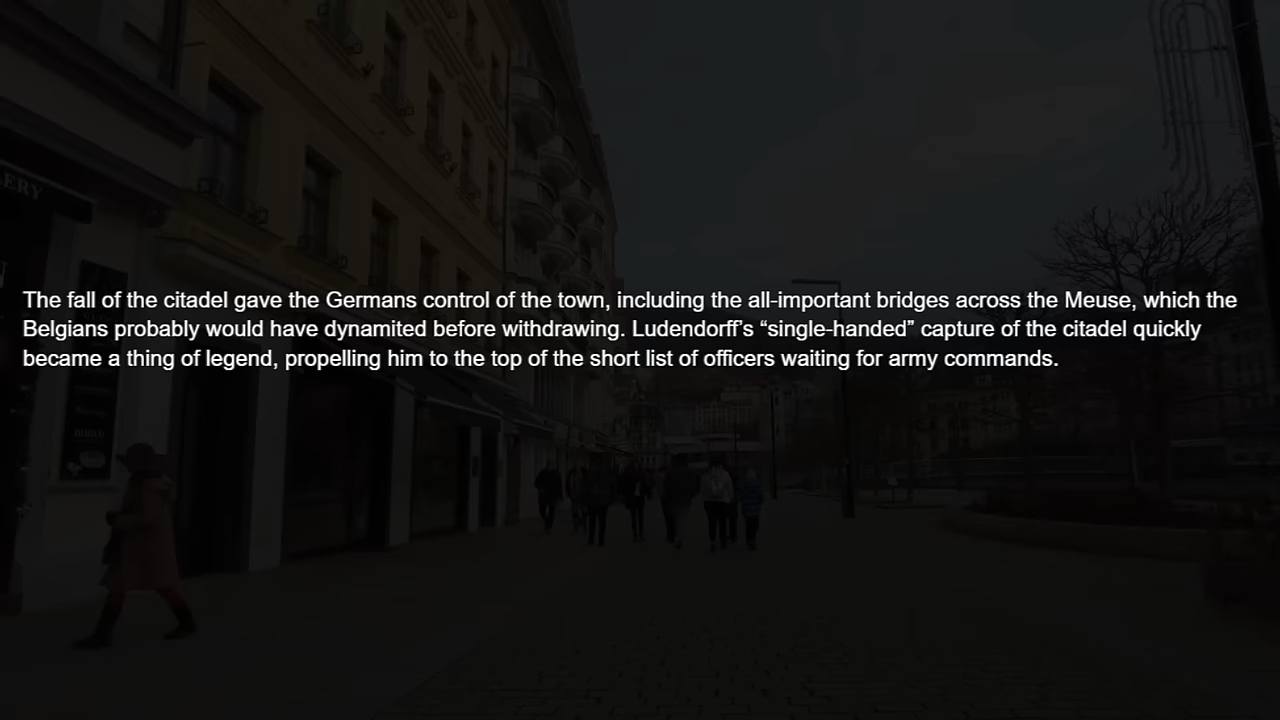 The fall of the citadel gave the Germans control of the town, including the all-important bridges across the Meuse, which the
Belgians probably would have dynamited before withdrawing. Ludendorff’s “single-handed” capture of the citadel quickly
became a thing of legend, propelling him to the top of the short list of officers waiting for army commands.
ERY